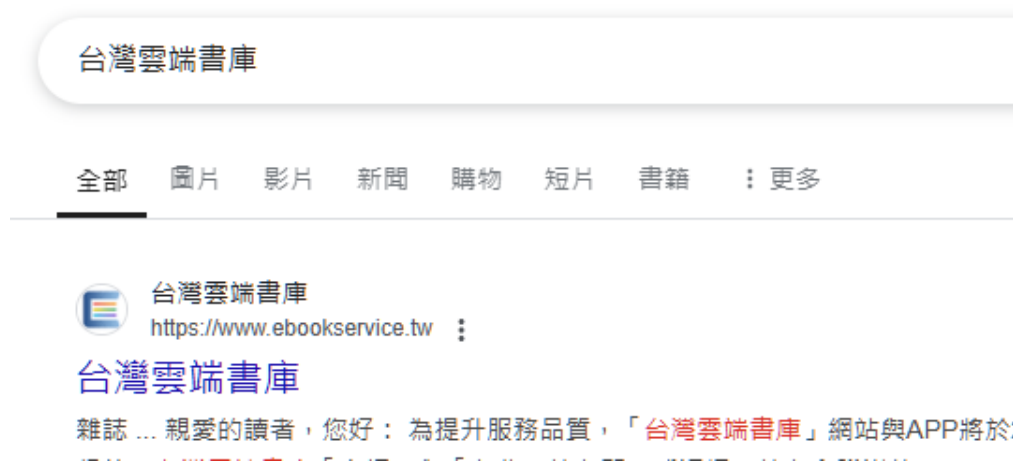 台灣雲端書庫
全部 圖片 影片 新聞 購物 短片 書籍 ⋮ 更多
台灣雲端書庫
https://www.ebookservice.tw ⋮
台灣雲端書庫
雜誌 ... 親愛的讀者，您好： 為提升服務品質，「台灣雲端書庫」網站與APP將於